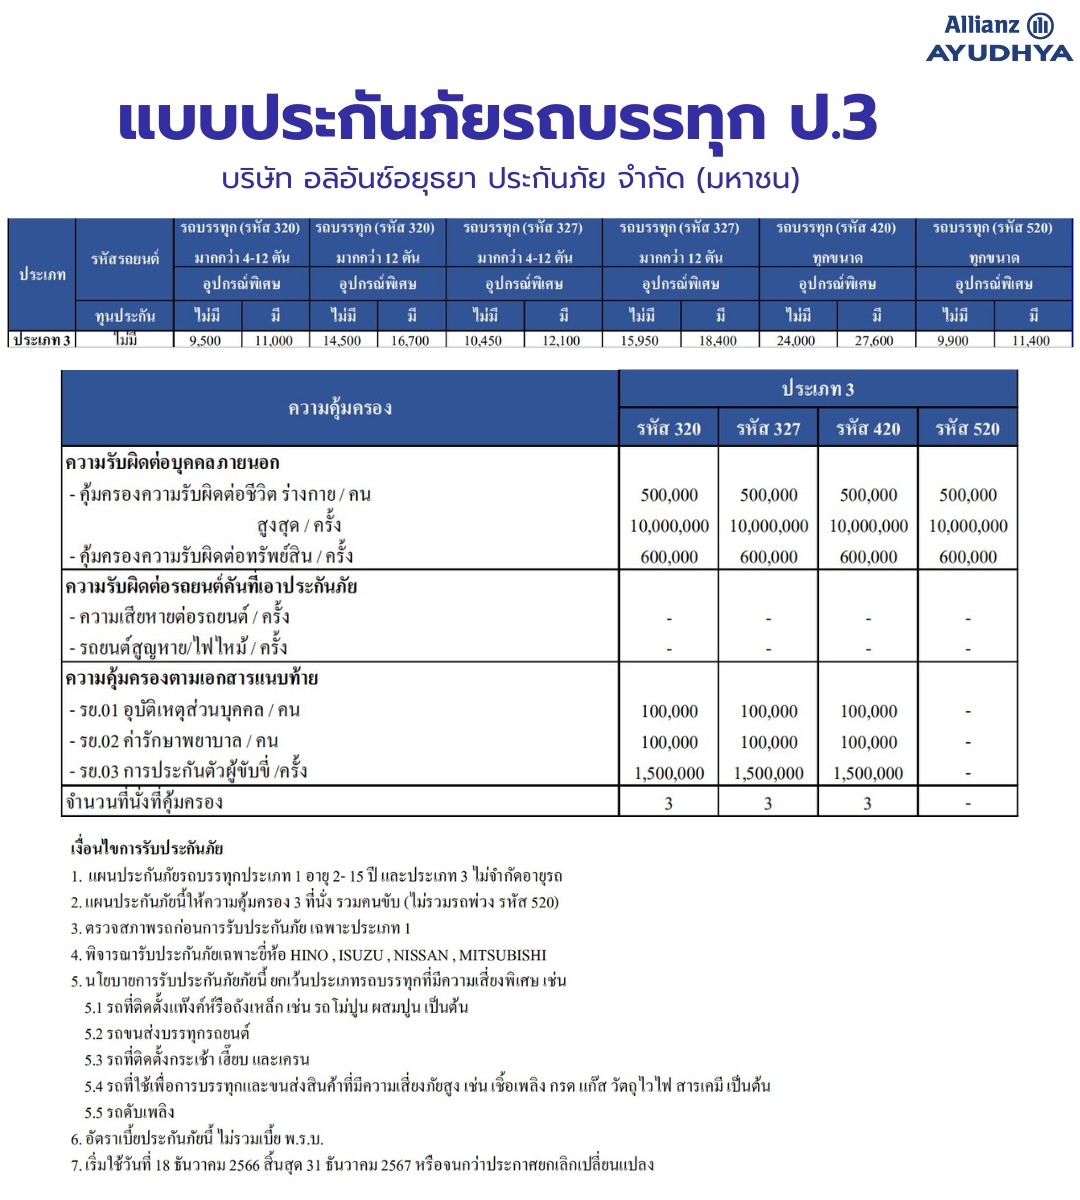 Allianz
AYUDHYA
แบบประกันภัยรถบรรทุก ป.3
บริษัท อลิอันซ์อยุธยา ประกันภัย จำกัด (มหาชน)
ประเภท รหัสรถยนต์ รถบรรทุก (รหัส 320) รถบรรทุก (รหัส 320) รถบรรทุก (รหัส 327) รถบรรทุก (รหัส 327) รถบรรทุก (รหัส 420) รถบรรทุก (รหัส 520)
มากกว่า 4-12 ตัน มากกว่า 12 ตัน มากกว่า 4-12 ตัน มากกว่า 12 ตัน ทุกขนาด ทุกขนาด
อุปกรณ์พิเศษ อุปกรณ์พิเศษ อุปกรณ์พิเศษ อุปกรณ์พิเศษ อุปกรณ์พิเศษ อุปกรณ์พิเศษ
ทุนประกัน ไม่มี มี ไม่มี มี ไม่มี มี ไม่มี มี ไม่มี มี ไม่มี มี
ประเภท 3 ไม่มี 9,500 11,000 14,500 16,700 10,450 12,100 15,950 18,400 24,000 27,600 9,900 11,400
ความคุ้มครอง ประเภท 3
รหัส 320 รหัส 327 รหัส 420 รหัส 520
ความรับผิดต่อบุคคลภายนอก
- คุ้มครองความรับผิดต่อชีวิต ร่างกาย / คน 500,000 500,000 500,000 500,000
สูงสุด / ครั้ง 10,000,000 10,000,000 10,000,000 10,000,000
- คุ้มครองความรับผิดต่อทรัพย์สิน / ครั้ง 600,000 600,000 600,000 600,000
ความรับผิดต่อรถยนต์คันที่เอาประกันภัย
- ความเสียหายต่อรถยนต์ / ครั้ง - - - -
- รถยนต์สูญหาย/ไฟไหม้ / ครั้ง - - - -
ความคุ้มครองตามเอกสารแนบท้าย
- รย.01 อุบัติเหตุส่วนบุคคล / คน 100,000 100,000 100,000 -
- รย.02 ค่ารักษาพยาบาล / คน 100,000 100,000 100,000 -
- รย.03 การประกันตัวผู้ขับขี่ /ครั้ง 1,500,000 1,500,000 1,500,000 -
จำนวนที่นั่งที่คุ้มครอง 3 3 3 -
เงื่อนไขการรับประกันภัย
1. แผนประกันภัยรถบรรทุกประเภท 1 อายุ 2- 15 ปี และประเภท 3 ไม่จำกัดอายุรถ
2. แผนประกันภัยนี้ให้ความคุ้มครอง 3 ที่นั่ง รวมคนขับ (ไม่รวมรถพ่วง รหัส 520)
3. ตรวจสภาพรถก่อนการรับประกันภัย เฉพาะประเภท 1
4. พิจารณารับประกันภัยเฉพาะยี่ห้อ HINO , ISUZU , NISSAN , MITSUBISHI
5. นโยบายการรับประกันภัยภัยนี้ ยกเว้นประเภทรถบรรทุกที่มีความเสี่ยงพิเศษ เช่น
5.1 รถที่ติดตั้งแท๊งค์หรือถังเหล็ก เช่น รถโม่ปูน ผสมปูน เป็นต้น
5.2 รถขนส่งบรรทุกรถยนต์
5.3 รถที่ติดตั้งกระเช้า เฮี๊ยบ และเครน
5.4 รถที่ใช้เพื่อการบรรทุกและขนส่งสินค้าที่มีความเสี่ยงภัยสูง เช่น เชื้อเพลิง กรด แก๊ส วัตถุไวไฟ สารเคมี เป็นต้น
5.5 รถดับเพลิง
6. อัตราเบี้ยประกันภัยนี้ ไม่รวมเบี้ย พ.ร.บ.
7. เริ่มใช้วันที่ 18 ธันวาคม 2566 สิ้นสุด 31 ธันวาคม 2567 หรือจนกว่าประกาศยกเลิกเปลี่ยนแปลง